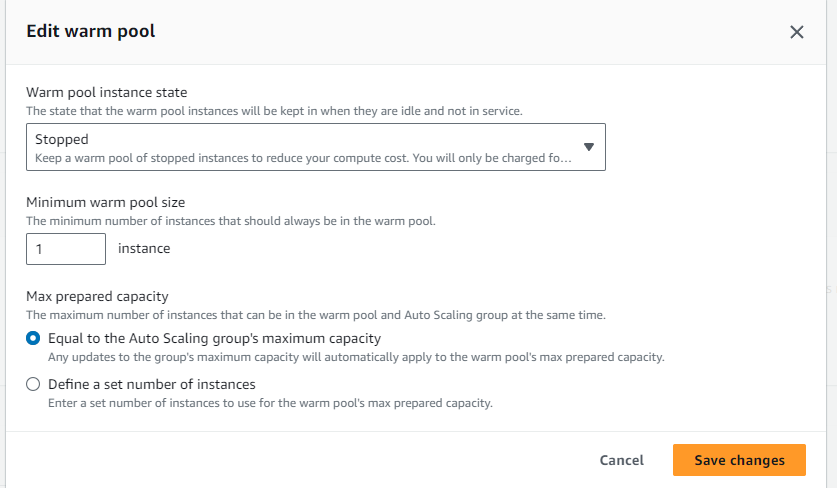 Edit warm pool
Warm pool instance state
The state that the warm pool instances will be kept in when they are idle and not in service.
Stopped
Keep a warm pool of stopped instances to reduce your compute cost. You will only be charged fo...
Minimum warm pool size
The minimum number of instances that should always be in the warm pool.
1 instance
Max prepared capacity
The maximum number of instances that can be in the warm pool and Auto Scaling group at the same time.
Equal to the Auto Scaling group's maximum capacity
Any updates to the group's maximum capacity will automatically apply to the warm pool's max prepared capacity.
Define a set number of instances
Enter a set number of instances to use for the warm pool's max prepared capacity.
Cancel Save changes